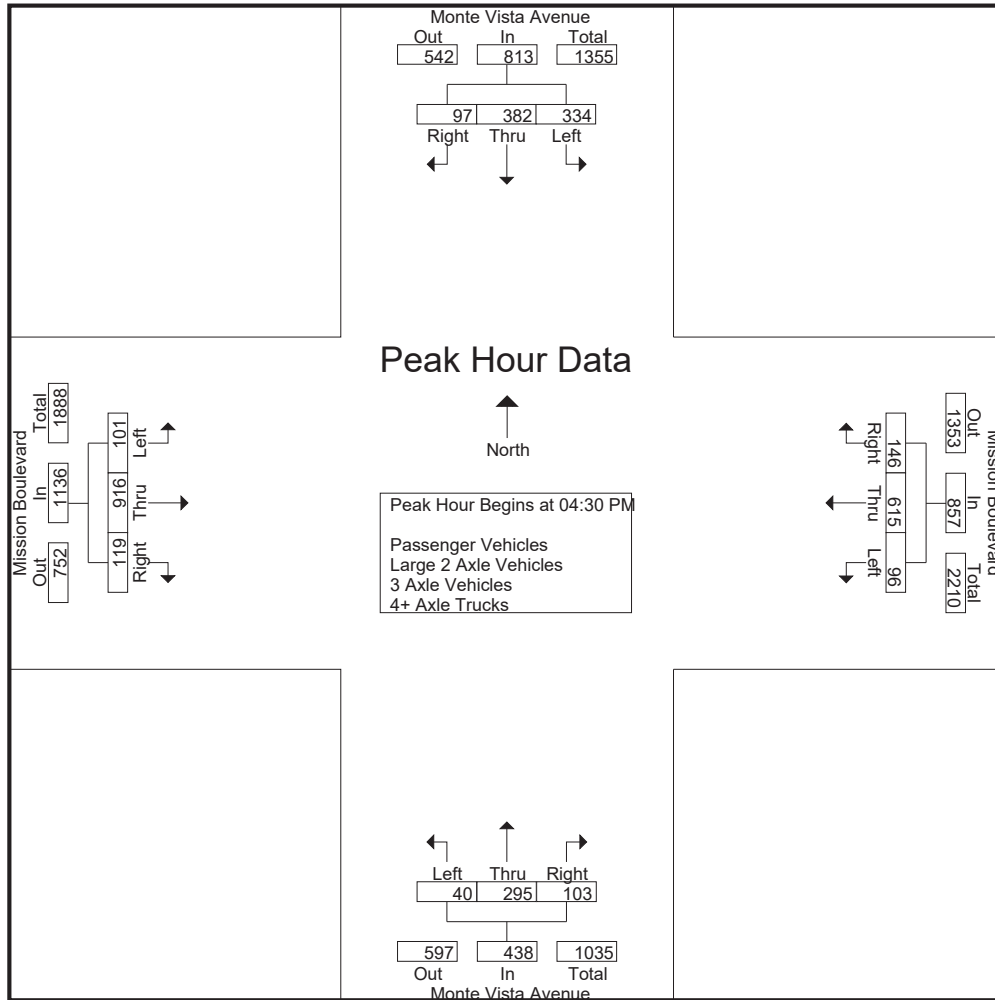 Monte Vista Avenue
Out In Total
542 813 1355
97 382 334
Right Thru Left
Peak Hour Data
North
Peak Hour Begins at 04:30 PM
Passenger Vehicles
Large 2 Axle Vehicles
3 Axle Vehicles
4+ Axle Trucks
Mission Boulevard
Out In Total
752 1136 1888
Left Thru Right
101 916 119
Right Thru Left
146 615 96
Out In Total
1353 857 2210
Mission Boulevard
Left Thru Right
40 295 103
597 438 1035
Out In Total
Monte Vista Avenue